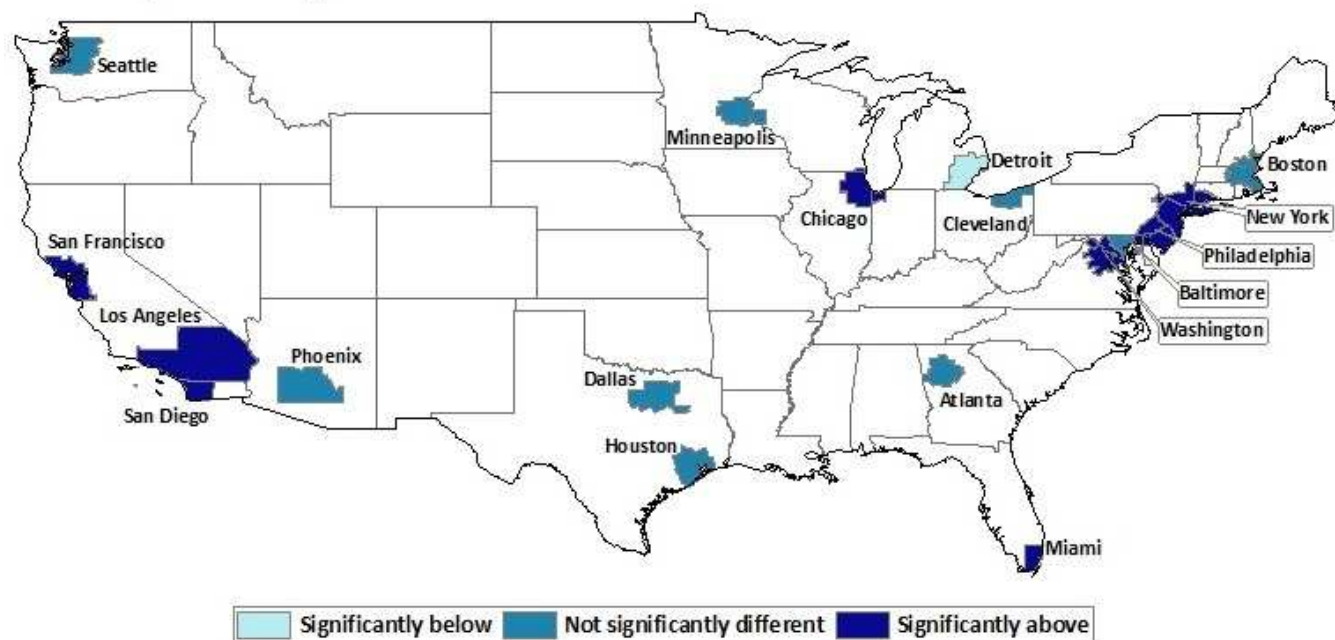 Seattle
Minneapolis
Detroit
Boston
Chicago
Cleveland
New York
San Francisco
Philadelphia
Baltimore
Los Angeles
Washington
Phoenix
Dallas
Atlanta
San Diego
Houston
Miami
Significantly below
Not significantly different
Significantly above